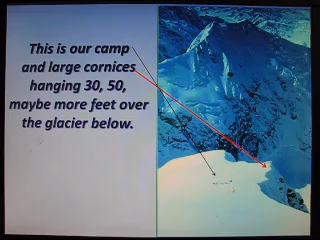 This is our camp
and large cornices
hanging 30, 50,
maybe more feet over
the glacier below.